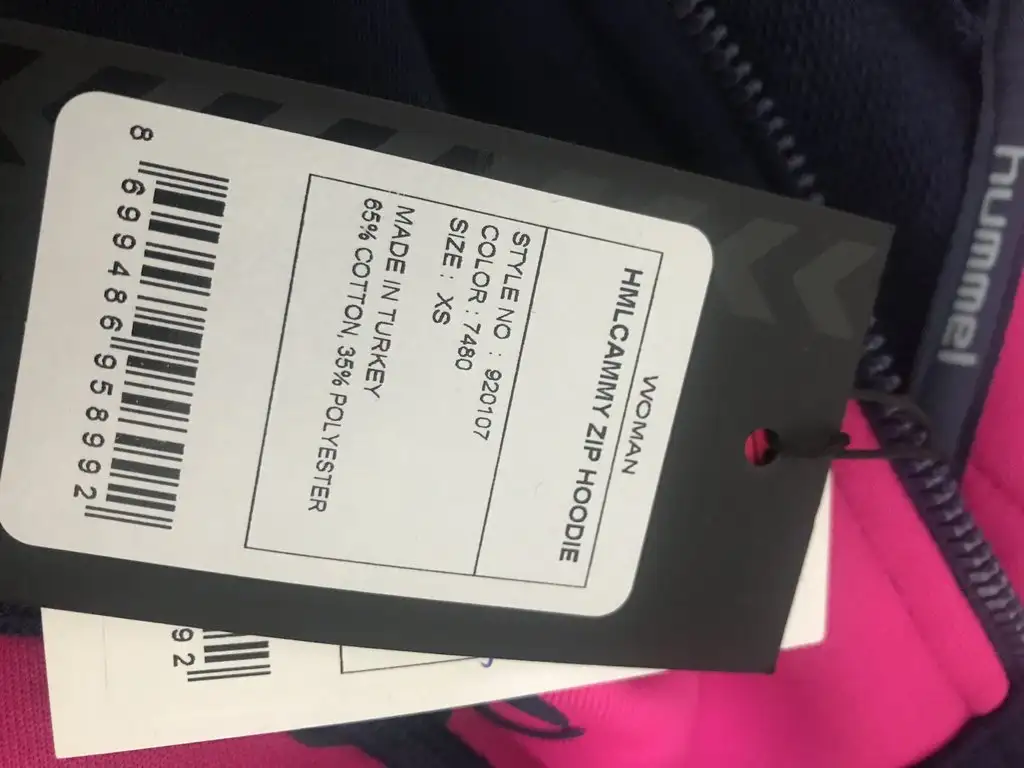 WOMAN
HMLCAMMY ZIP HOODIE
STYLE NO : 920107
COLOR : 7480
SIZE : XS
MADE IN TURKEY
65% COTTON, 35% POLYESTER
8 699486 958992
92
hummel